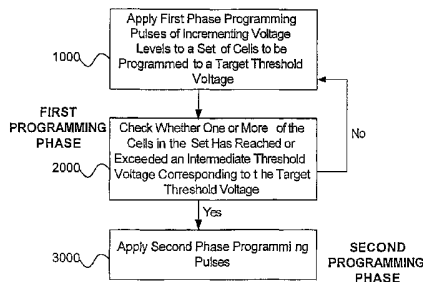 Apply First Phase Programming
Pulses of Incrementing Voltage
Levels to a Set of Cells to be
Programmed to a Target Threshold
Voltage
1000
FIRST
PROGRAMMING
PHASE
2000
Check Whether One or More of the
Cells in the Set Has Reached or
Exceeded an Intermediate Threshold
Voltage Corresponding to the Target
Threshold Voltage
No
Yes
3000
Apply Second Phase Programming
Pulses
SECOND
PROGRAMMING
PHASE